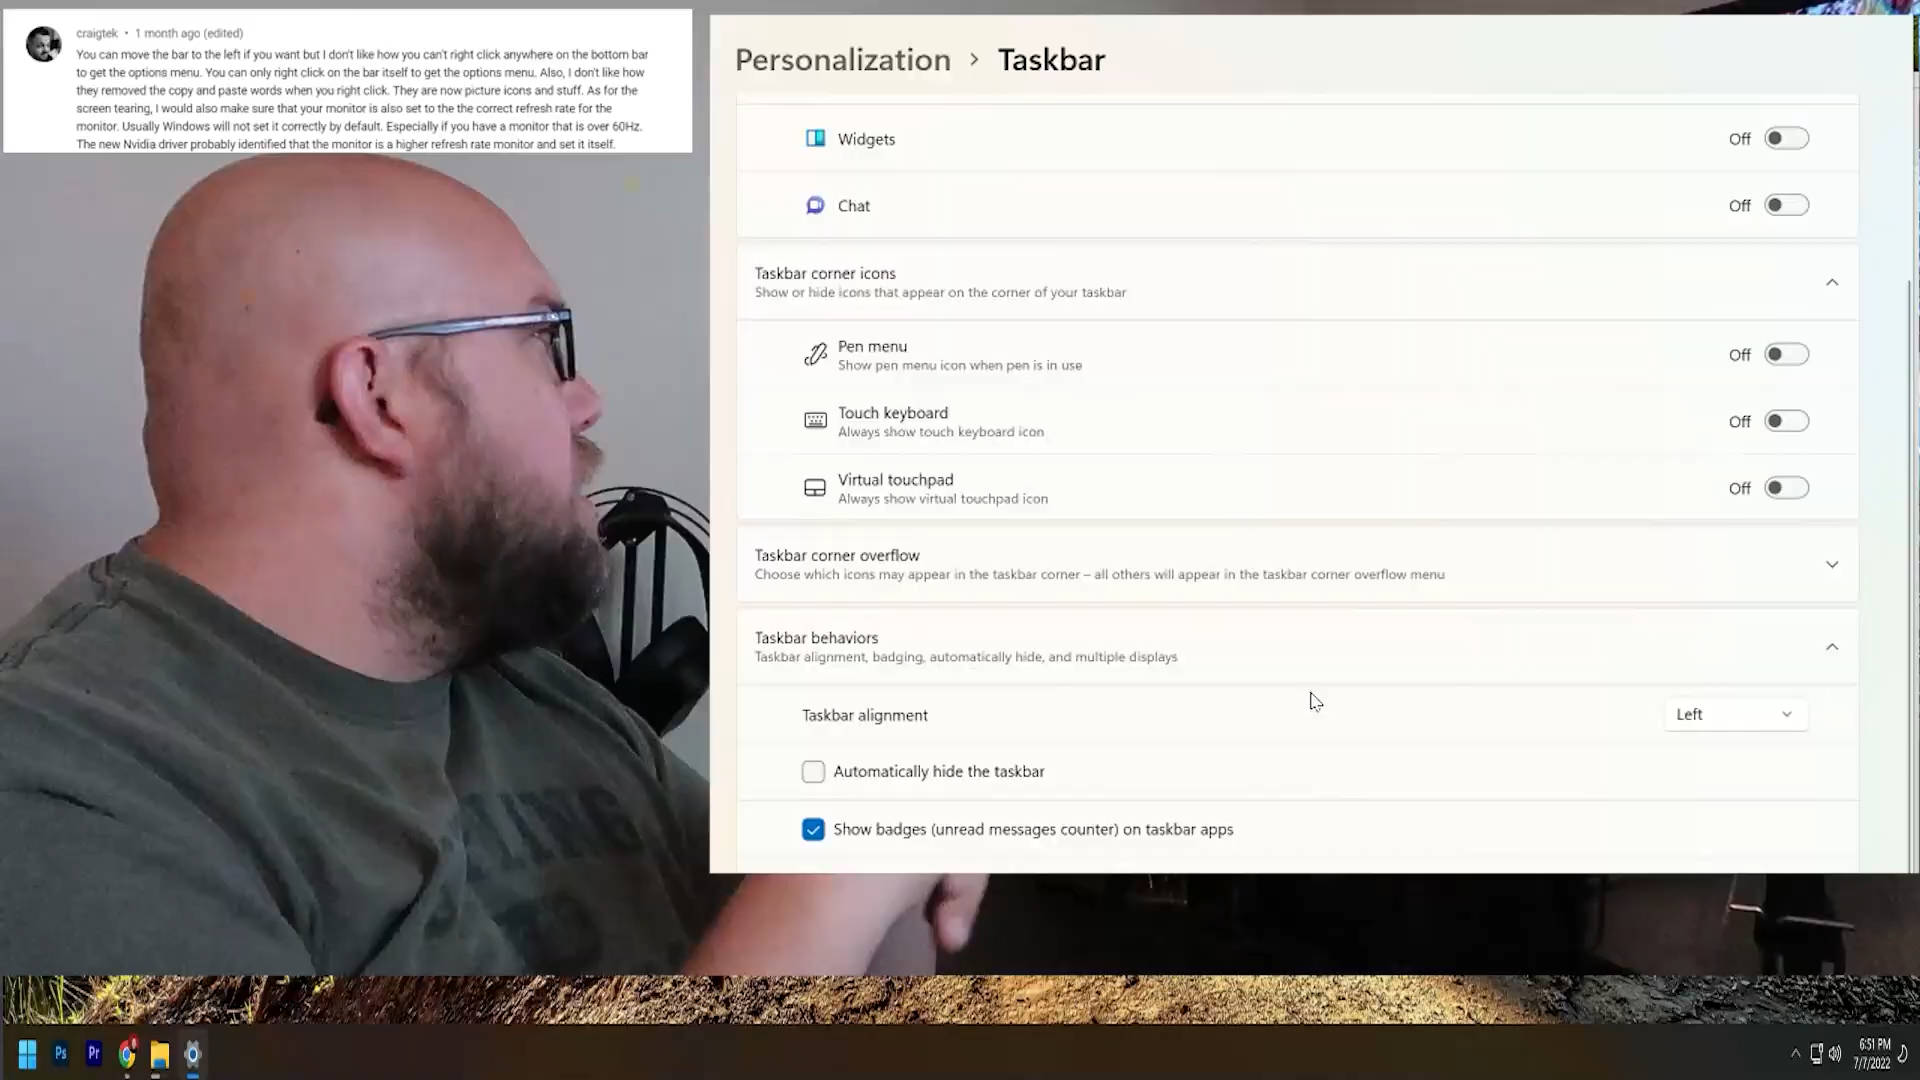 craigtek • 1 month ago (edited)
You can move the bar to the left if you want but I don't like how you can't right click anywhere on the bottom bar
to get the options menu. You can only right click on the bar itself to get the options menu. Also, I don't like how
they removed the copy and paste words when you right click. They are now picture icons and stuff. As for the
screen tearing, I would also make sure that your monitor is also set to the the correct refresh rate for the
monitor. Usually Windows will not set it correctly by default. Especially if you have a monitor that is over 60Hz.
The new Nvidia driver probably identified that the monitor is a higher refresh rate monitor and set it itself.
Personalization > Taskbar
Widgets
Off
Chat
Off
Taskbar corner icons
Show or hide icons that appear on the corner of your taskbar
Pen menu
Show pen menu icon when pen is in use
Off
Touch keyboard
Always show touch keyboard icon
Off
Virtual touchpad
Always show virtual touchpad icon
Off
Taskbar corner overflow
Choose which icons may appear in the taskbar corner – all others will appear in the taskbar corner overflow menu
Taskbar behaviors
Taskbar alignment, badging, automatically hide, and multiple displays
Taskbar alignment
Left
Automatically hide the taskbar
Show badges (unread messages counter) on taskbar apps
Ps
Pr
6:51 PM
7/7/2022